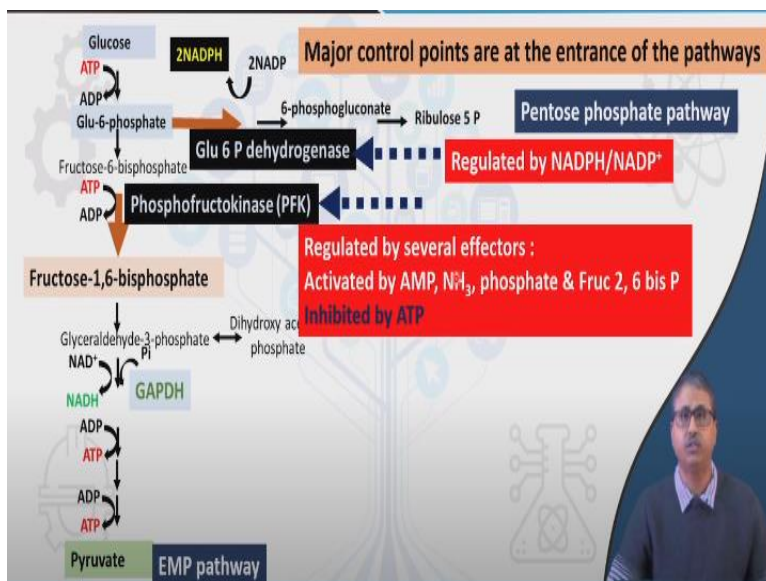 Glucose
ATP
ADP
Glu-6-phosphate
2NADPH
2NADP
Major control points are at the entrance of the pathways
6-phosphogluconate
Ribulose 5 P
Pentose phosphate pathway
Glu 6 P dehydrogenase
Regulated by NADPH/NADP⁺
Fructose-6-bisphosphate
ATP
ADP
Phosphofructokinase (PFK)
Regulated by several effectors :
Activated by AMP, NH₃, phosphate & Fruc 2, 6 bis P
Inhibited by ATP
Fructose-1,6-bisphosphate
Glyceraldehyde-3-phosphate
Dihydroxy
phosphate
NAD⁺
Pi
NADH
GAPDH
ADP
ATP
ADP
ATP
Pyruvate
EMP pathway